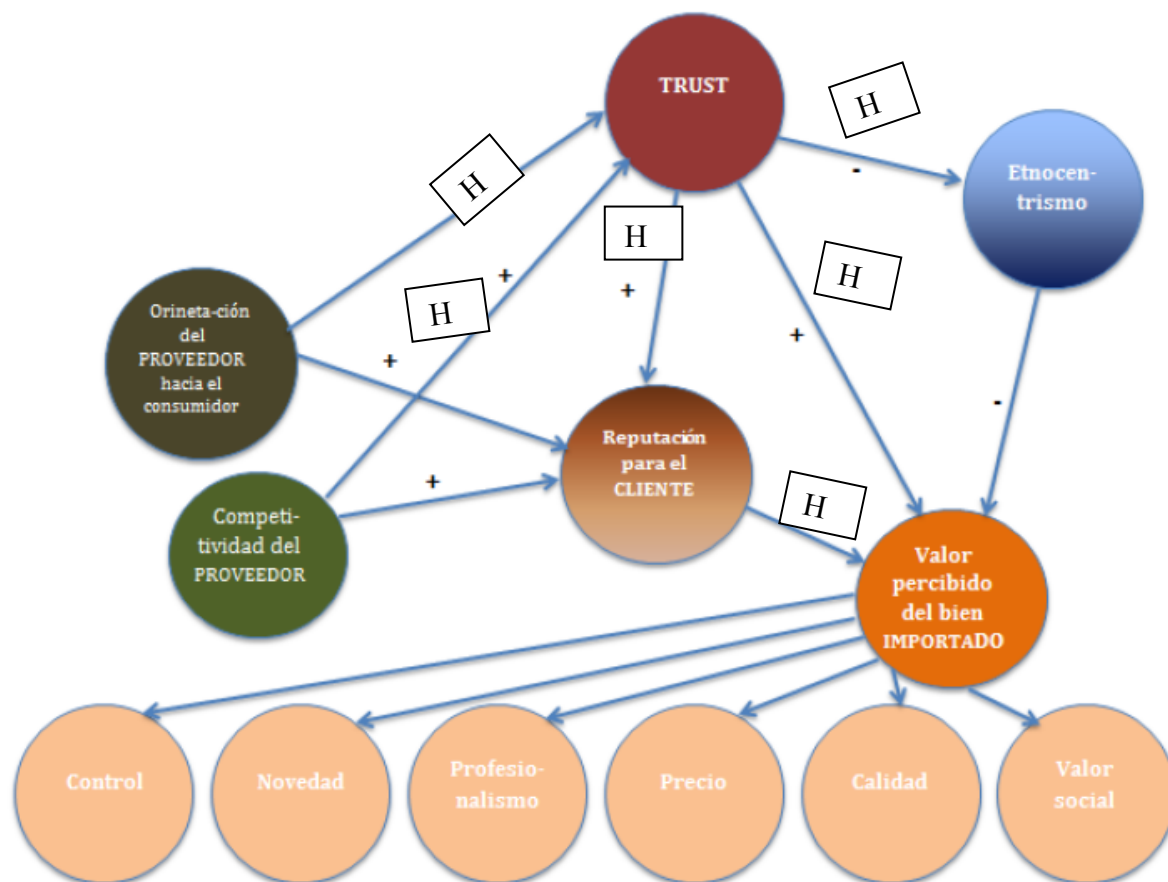 TRUST
H
-
Etnocen-
trismo
H
H
+
H
H
+
+
+
Orineta-ción
del
PROVEEDOR
hacia el
consumidor
+
-
Reputación
para el
CLIENTE
+
H
Competi-
tividad del
PROVEEDOR
Valor
percibido
del bien
IMPORTADO
Control
Novedad
Profesio-
nalismo
Precio
Calidad
Valor
social